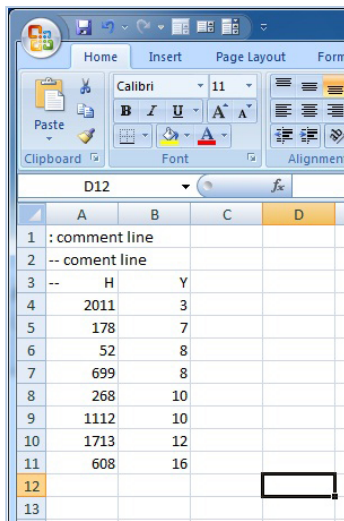 Home Insert Page Layout Form
Calibri 11
Paste B I U A A
A
Clipboard Font Alignmen
D12 fx
A B C D
1 : comment line
2 -- coment line
3 -- H Y
4 2011 3
5 178 7
6 52 8
7 699 8
8 268 10
9 1112 10
10 1713 12
11 608 16
12
13